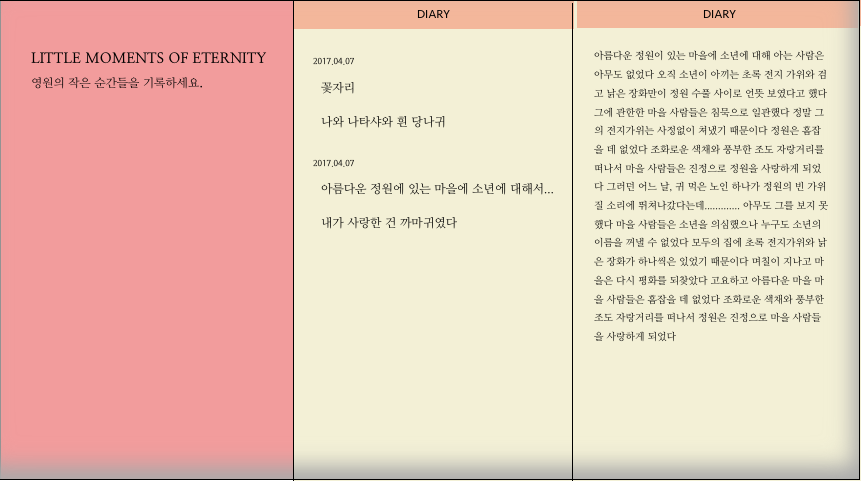 LITTLE MOMENTS OF ETERNITY
영원의 작은 순간들을 기록하세요.
DIARY
2017.04.07
꽃자리
나와 나타샤와 흰 당나귀
2017.04.07
아름다운 정원에 있는 마을에 소년에 대해서...
내가 사랑한 건 까마귀였다
DIARY
아름다운 정원이 있는 마을에 소년에 대해 아는 사람은
아무도 없었다 오직 소년이 아끼는 초록 전지 가위와 검
고 낡은 장화만이 정원 수풀 사이로 언뜻 보였다고 했다
그에 관한한 마을 사람들은 침묵으로 일관했다 정말 그
의 전지가위는 사정없이 쳐냈기 때문이다 정원은 흠잡
을 데 없었다 조화로운 색채와 풍부한 조도 자랑거리를
떠나서 마을 사람들은 진정으로 정원을 사랑하게 되었
다 그러던 어느 날, 귀 먹은 노인 하나가 정원의 빈 가위
질 소리에 뛰쳐나갔다는데............. 아무도 그를 보지 못
했다 마을 사람들은 소년을 의심했으나 누구도 소년의
이름을 꺼낼 수 없었다 모두의 집에 초록 전지가위와 낡
은 장화가 하나씩은 있었기 때문이다 며칠이 지나고 마
을은 다시 평화를 되찾았다 고요하고 아름다운 마을 마
을 사람들은 흠잡을 데 없었다 조화로운 색채와 풍부한
조도 자랑거리를 떠나서 정원은 진정으로 마을 사람들
을 사랑하게 되었다